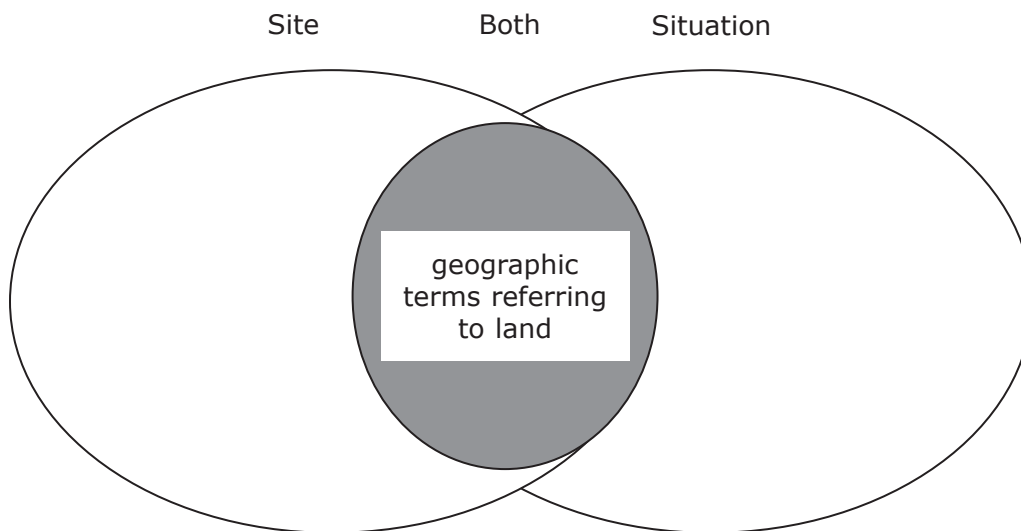 Site Both Situation
geographic
terms referring
to land